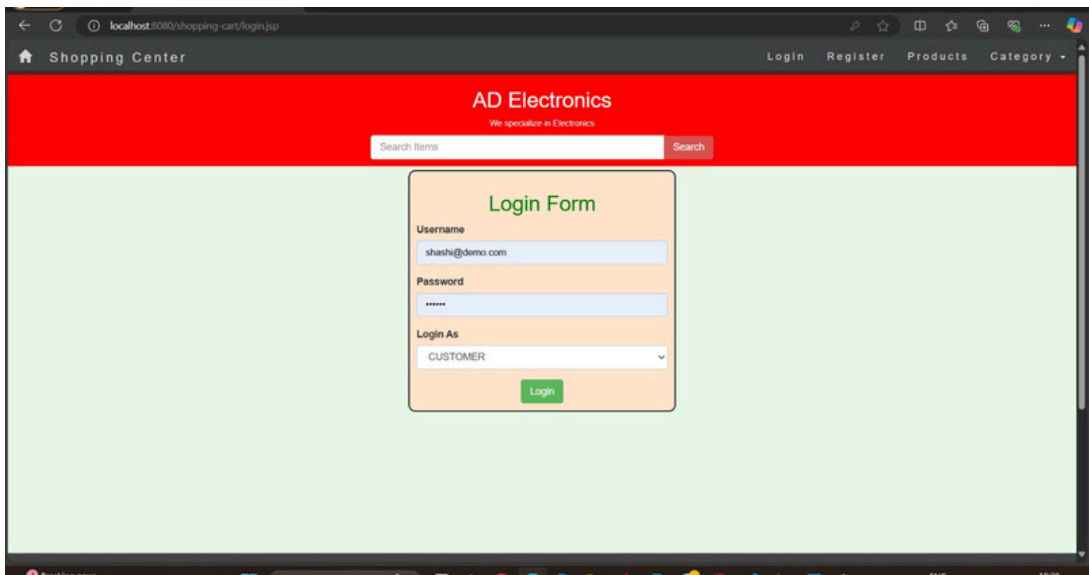 localhost:8080/shopping-cart/login.jsp
Shopping Center Login Register Products Category
AD Electronics
We specialize in Electronics
Search Items Search
Login Form
Username
shashi@demo.com
Password
••••••
Login As
CUSTOMER
Login